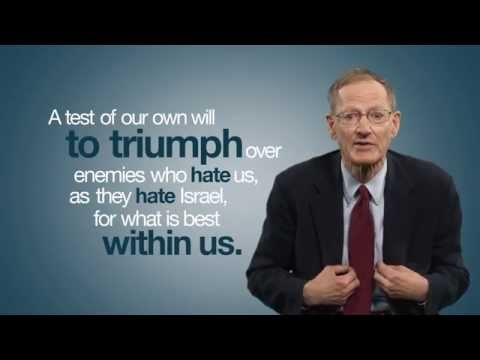 A test of our own will
to triumph over
enemies who hate us,
as they hate Israel,
for what is best
within us.